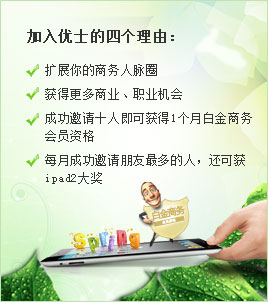 加入优士的四个理由：
扩展你的商务人脉圈
获得更多商业、职业机会
成功邀请十人即可获得1个月白金商务
会员资格
每月成功邀请朋友最多的人，还可获
ipad2大奖
白金商务
Spring